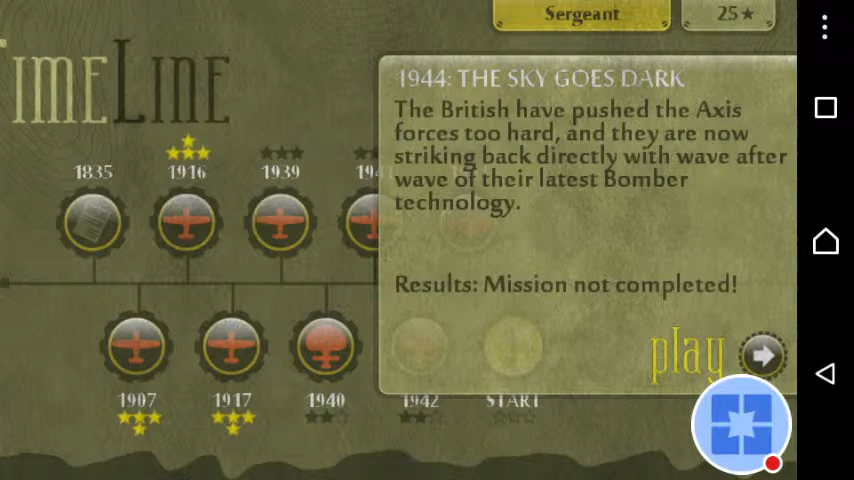 Sergeant
25★
TIMELINE
1944: THE SKY GOES DARK
The British have pushed the Axis
forces too hard, and they are now
striking back directly with wave after
wave of their latest Bomber
technology.
Results: Mission not completed!
play
1835
1916
1939
1907
1917
1940
1942
START